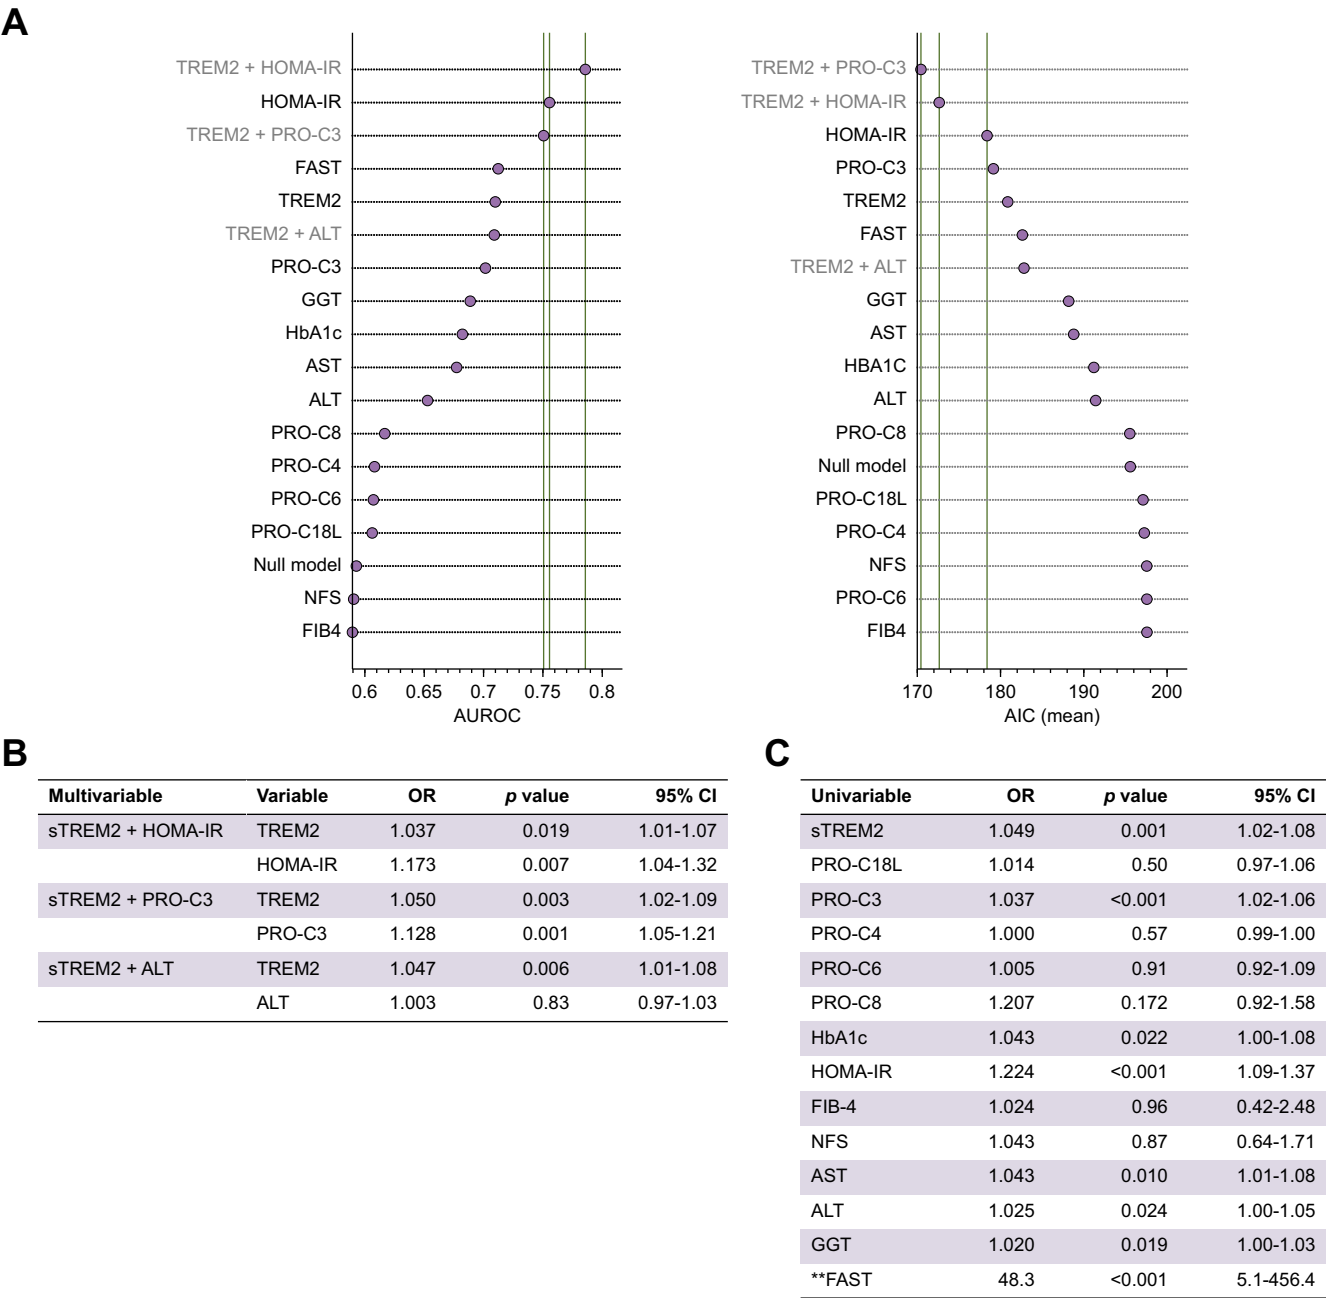 A
TREM2 + HOMA-IR
HOMA-IR
TREM2 + PRO-C3
FAST
TREM2
TREM2 + ALT
PRO-C3
GGT
HbA1c
AST
ALT
PRO-C8
PRO-C4
PRO-C6
PRO-C18L
Null model
NFS
FIB4
0.6 0.65 0.7 0.75 0.8
AUROC
TREM2 + PRO-C3
TREM2 + HOMA-IR
HOMA-IR
PRO-C3
TREM2
FAST
TREM2 + ALT
GGT
AST
HBA1C
ALT
PRO-C8
Null model
PRO-C18L
PRO-C4
NFS
PRO-C6
FIB4
170 180 190 200
AIC (mean)
B
Multivariable Variable OR p value 95% CI
sTREM2 + HOMA-IR TREM2 1.037 0.019 1.01-1.07
HOMA-IR 1.173 0.007 1.04-1.32
sTREM2 + PRO-C3 TREM2 1.050 0.003 1.02-1.09
PRO-C3 1.128 0.001 1.05-1.21
sTREM2 + ALT TREM2 1.047 0.006 1.01-1.08
ALT 1.003 0.83 0.97-1.03
C
Univariable OR p value 95% CI
sTREM2 1.049 0.001 1.02-1.08
PRO-C18L 1.014 0.50 0.97-1.06
PRO-C3 1.037 <0.001 1.02-1.06
PRO-C4 1.000 0.57 0.99-1.00
PRO-C6 1.005 0.91 0.92-1.09
PRO-C8 1.207 0.172 0.92-1.58
HbA1c 1.043 0.022 1.00-1.08
HOMA-IR 1.224 <0.001 1.09-1.37
FIB-4 1.024 0.96 0.42-2.48
NFS 1.043 0.87 0.64-1.71
AST 1.043 0.010 1.01-1.08
ALT 1.025 0.024 1.00-1.05
GGT 1.020 0.019 1.00-1.03
**FAST 48.3 <0.001 5.1-456.4